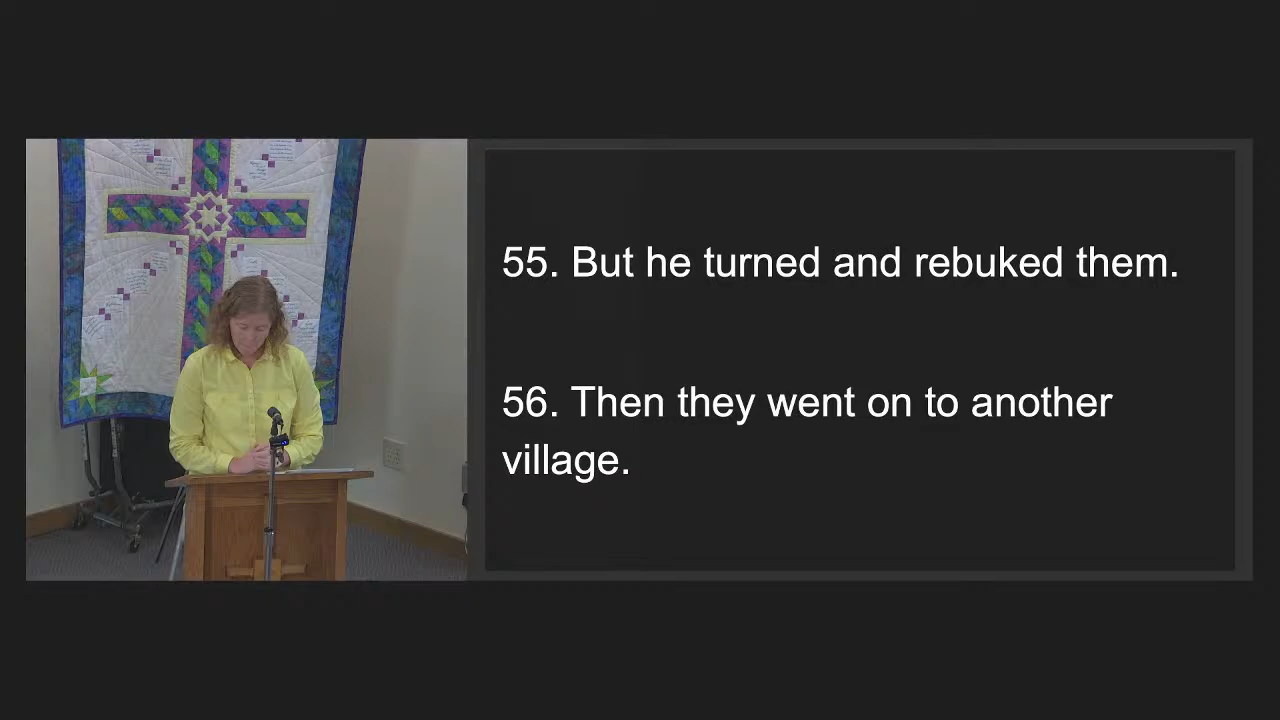 55. But he turned and rebuked them.
56. Then they went on to another
village.